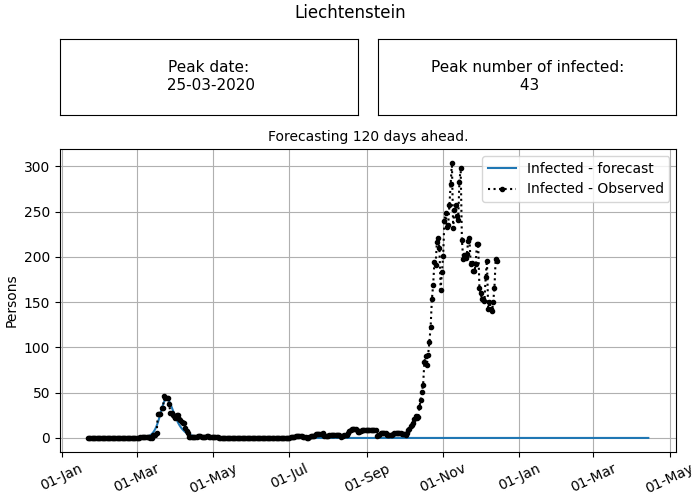 Liechtenstein
Peak date:
25-03-2020
Peak number of infected:
43
Forecasting 120 days ahead.
Infected - forecast
Infected - Observed
Persons
300
250
200
150
100
50
0
01-Jan
01-Mar
01-May
01-Jul
01-Sep
01-Nov
01-Jan
01-Mar
01-May